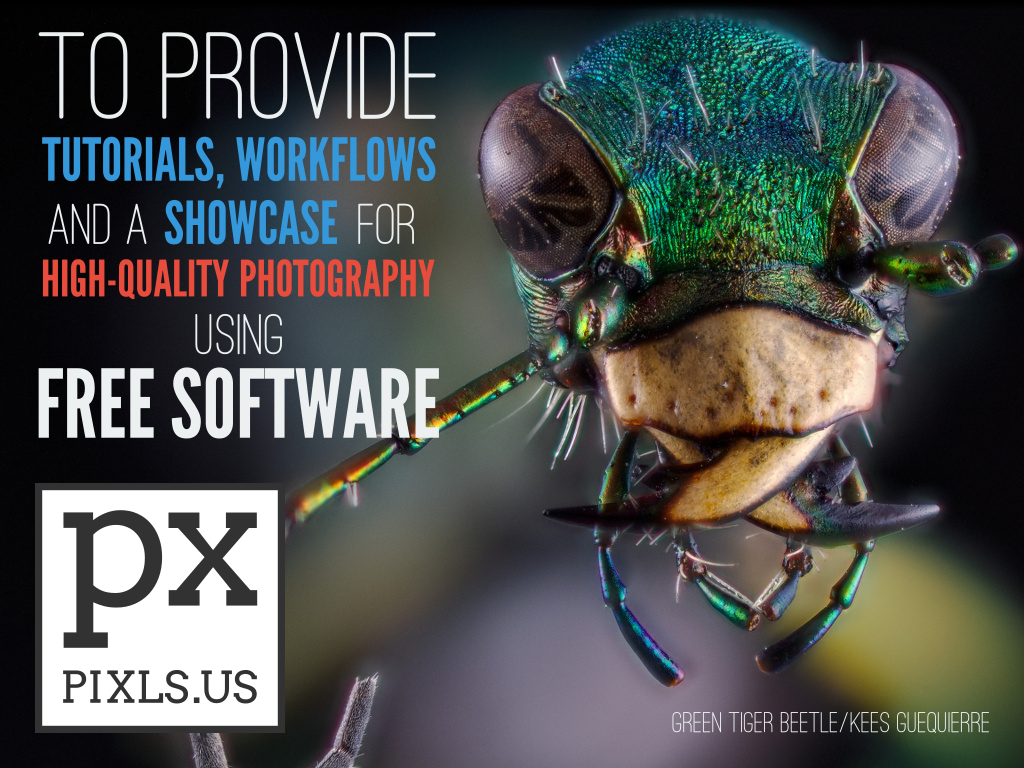 TO PROVIDE
TUTORIALS, WORKFLOWS
AND A SHOWCASE FOR
HIGH-QUALITY PHOTOGRAPHY
USING
FREE SOFTWARE
px
PIXLS.US
GREEN TIGER BEETLE/KEES GUEQUIERRE